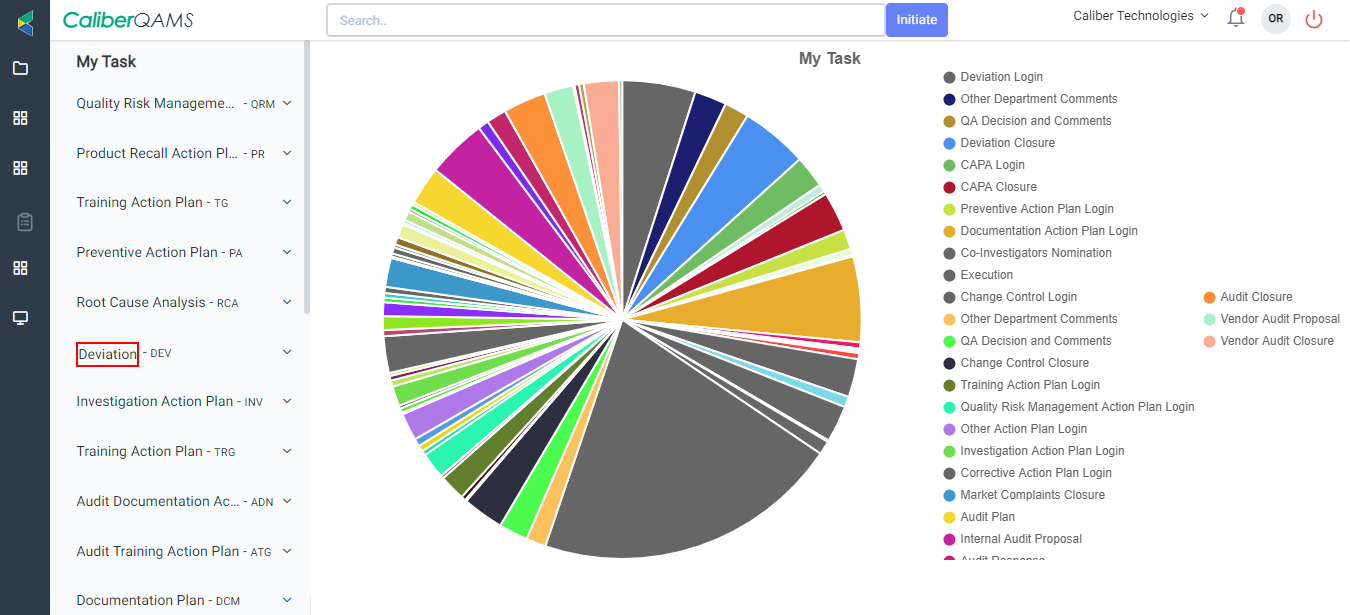 CaliberQAMS
Search..
Initiate
Caliber Technologies
OR
My Task
Quality Risk Manageme... - QRM
Product Recall Action Pl... - PR
Training Action Plan - TG
Preventive Action Plan - PA
Root Cause Analysis - RCA
Deviation - DEV
Investigation Action Plan - INV
Training Action Plan - TRG
Audit Documentation Ac... - ADN
Audit Training Action Plan - ATG
Documentation Plan - DCM
My Task
Deviation Login
Other Department Comments
QA Decision and Comments
Deviation Closure
CAPA Login
CAPA Closure
Preventive Action Plan Login
Documentation Action Plan Login
Co-Investigators Nomination
Execution
Change Control Login
Other Department Comments
QA Decision and Comments
Change Control Closure
Training Action Plan Login
Quality Risk Management Action Plan Login
Other Action Plan Login
Investigation Action Plan Login
Corrective Action Plan Login
Market Complaints Closure
Audit Plan
Internal Audit Proposal
Audit Response
Audit Closure
Vendor Audit Proposal
Vendor Audit Closure